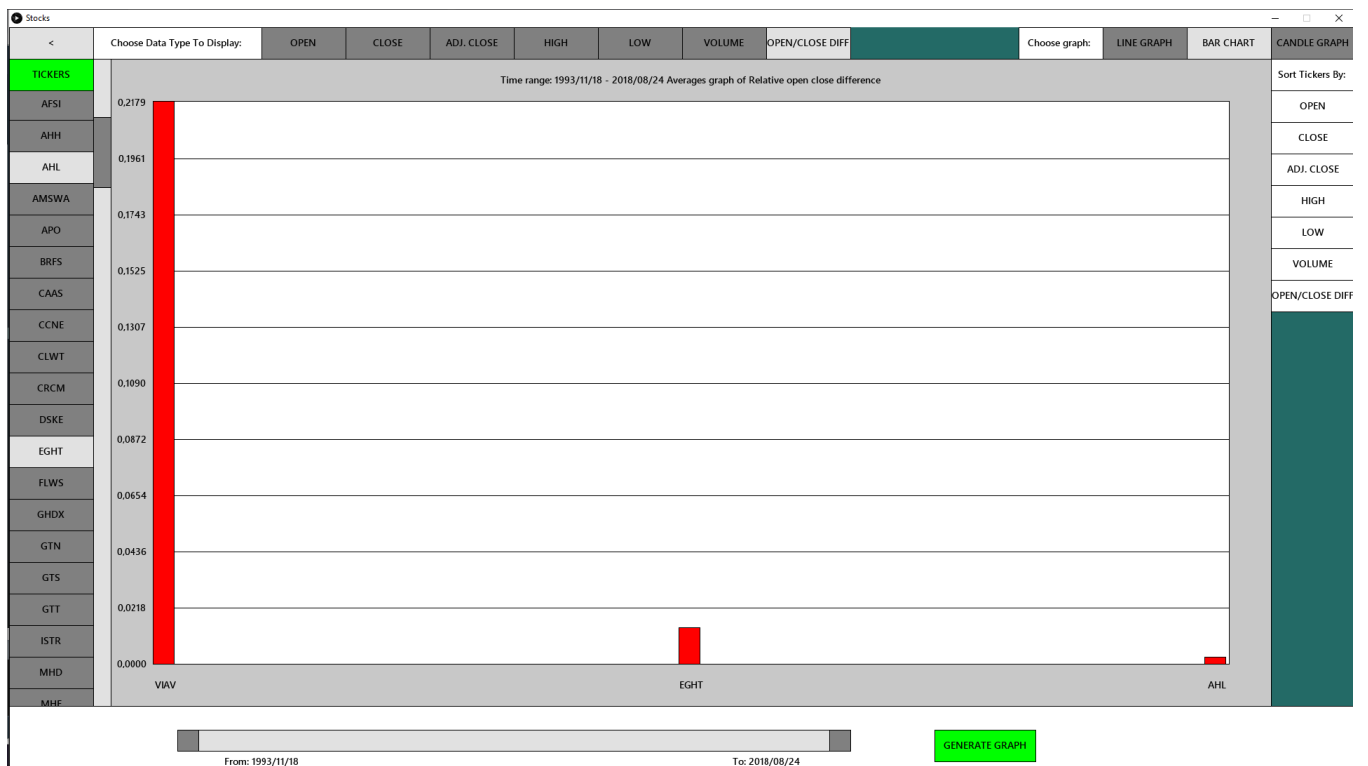 Stocks
<
Choose Data Type To Display:
OPEN
CLOSE
ADJ. CLOSE
HIGH
LOW
VOLUME
OPEN/CLOSE DIFF
Choose graph:
LINE GRAPH
BAR CHART
CANDLE GRAPH
TICKERS
AFSI
AHH
AHL
AMSWA
APO
BRFS
CAAS
CCNE
CLWT
CRCM
DSKE
EGHT
FLWS
GHDX
GTN
GTS
GTT
ISTR
MHD
MHE
Time range: 1993/11/18 - 2018/08/24 Averages graph of Relative open close difference
0,2179
0,1961
0,1743
0,1525
0,1307
0,1090
0,0872
0,0654
0,0436
0,0218
0,0000
VIAV
EGHT
AHL
Sort Tickers By:
OPEN
CLOSE
ADJ. CLOSE
HIGH
LOW
VOLUME
OPEN/CLOSE DIFF
From: 1993/11/18
To: 2018/08/24
GENERATE GRAPH